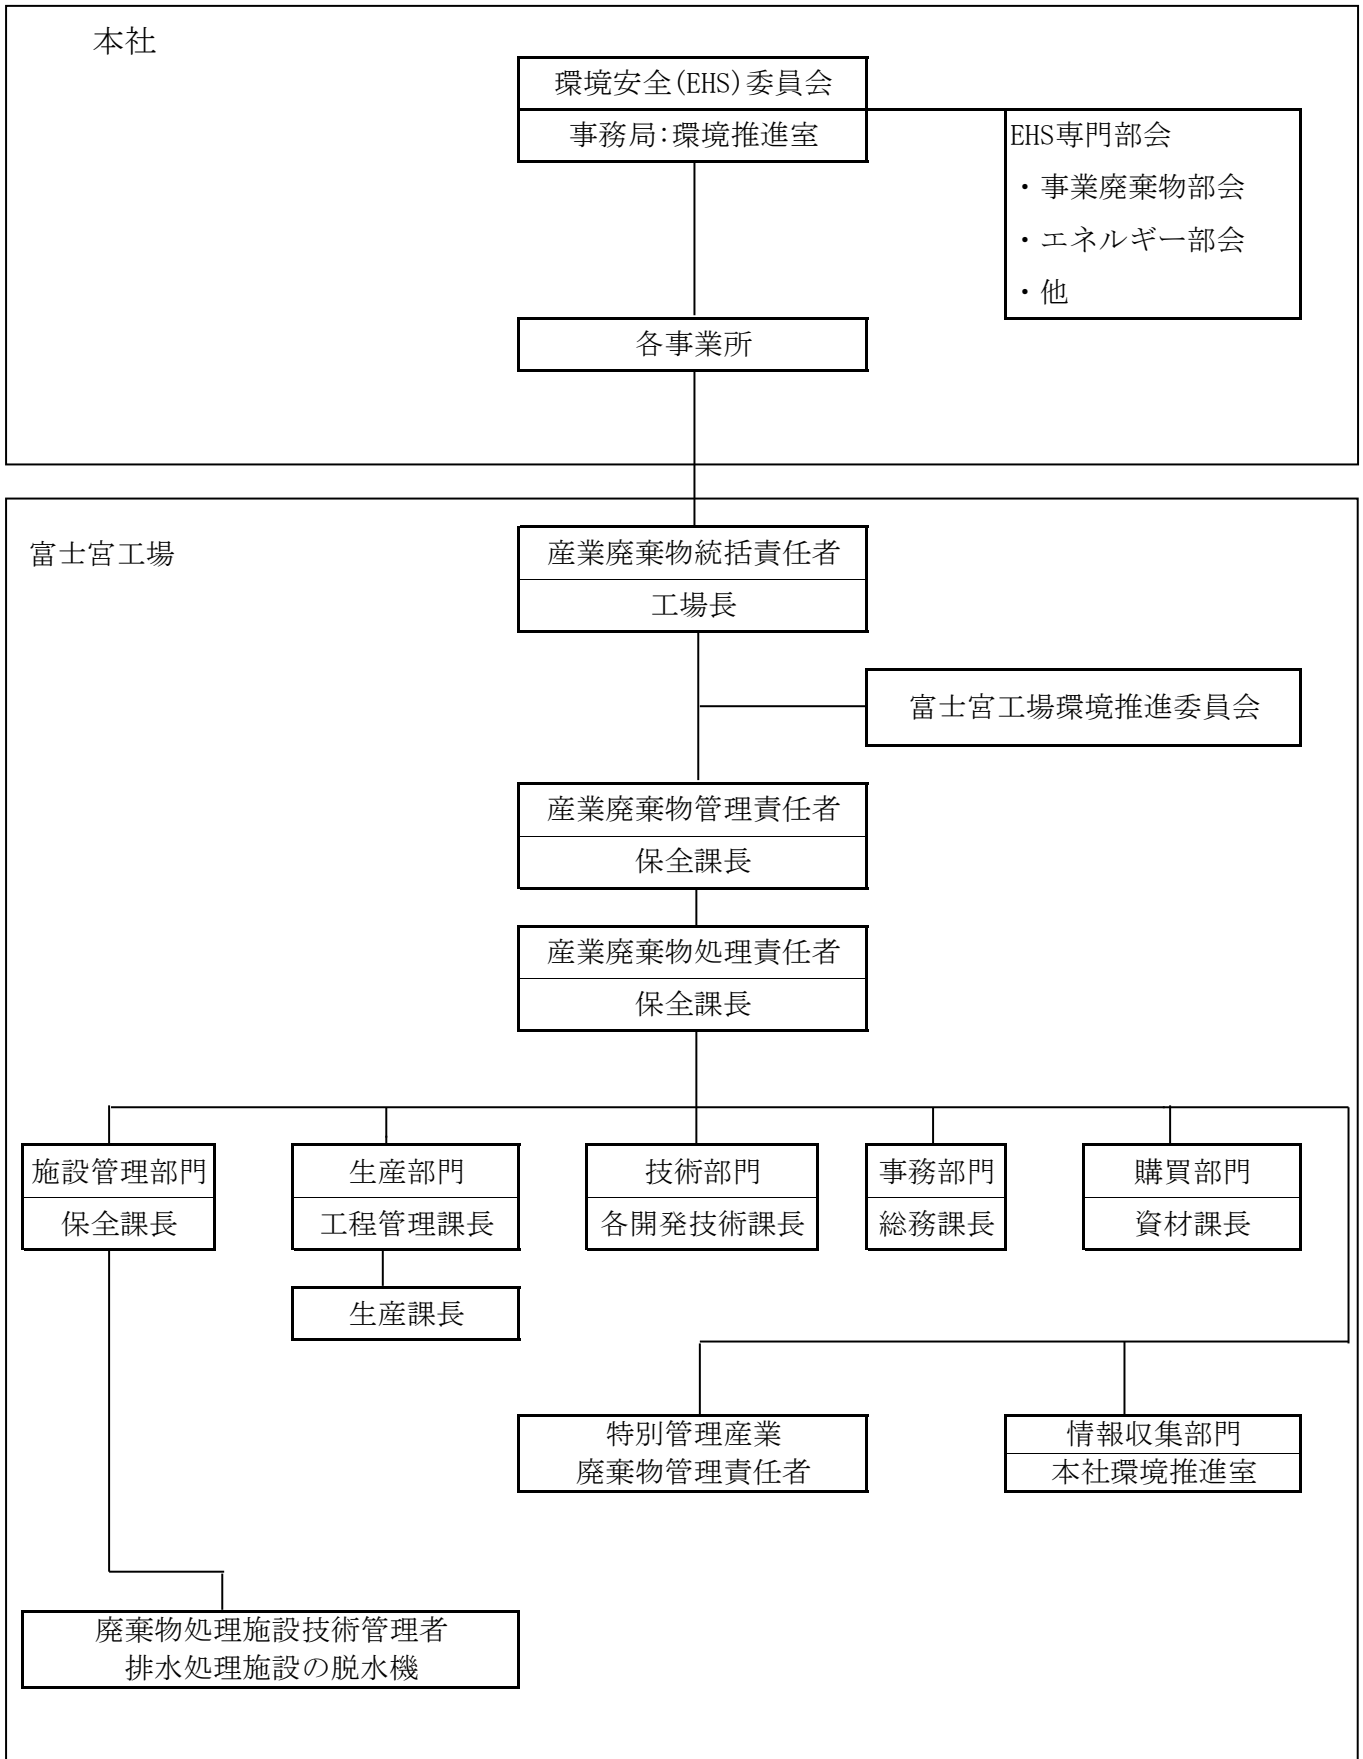 本社
環境安全(EHS)委員会
事務局:環境推進室
EHS専門部会
・事業廃棄物部会
・エネルギー部会
・他
各事業所
富士宮工場
産業廃棄物統括責任者
工場長
富士宮工場環境推進委員会
産業廃棄物管理責任者
保全課長
産業廃棄物処理責任者
保全課長
施設管理部門
保全課長
生産部門
工程管理課長
生産課長
技術部門
各開発技術課長
事務部門
総務課長
購買部門
資材課長
特別管理産業
廃棄物管理責任者
情報収集部門
本社環境推進室
廃棄物処理施設技術管理者
排水処理施設の脱水機